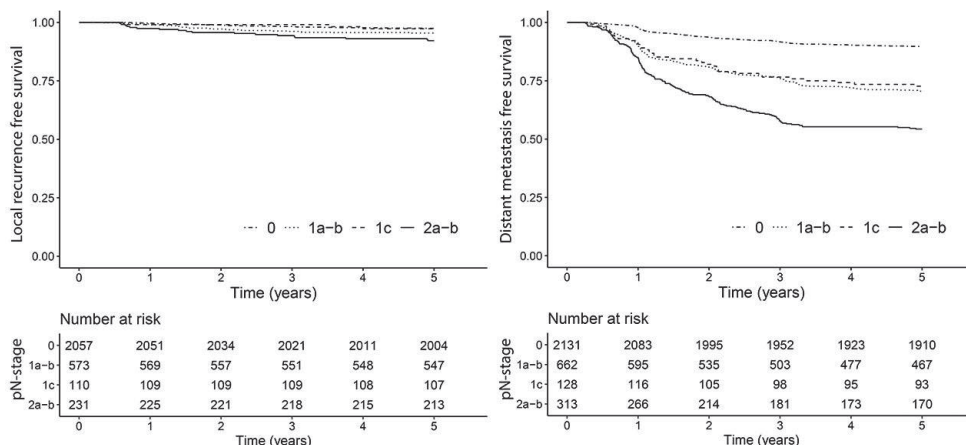 Local recurrence free survival
1.00
0.75
0.50
0.25
0.00
0 1a−b 1c 2a−b
0 1 2 3 4 5
Time (years)
Number at risk
pN-stage
0 2057 2051 2034 2021 2011 2004
1a−b 573 569 557 551 548 547
1c 110 109 109 109 108 107
2a−b 231 225 221 218 215 213
0 1 2 3 4 5
Time (years)
Distant metastasis free survival
1.00
0.75
0.50
0.25
0.00
0 1a−b 1c 2a−b
0 1 2 3 4 5
Time (years)
Number at risk
pN-stage
0 2131 2083 1995 1952 1923 1910
1a−b 662 595 535 503 477 467
1c 128 116 105 98 95 93
2a−b 313 266 214 181 173 170
0 1 2 3 4 5
Time (years)